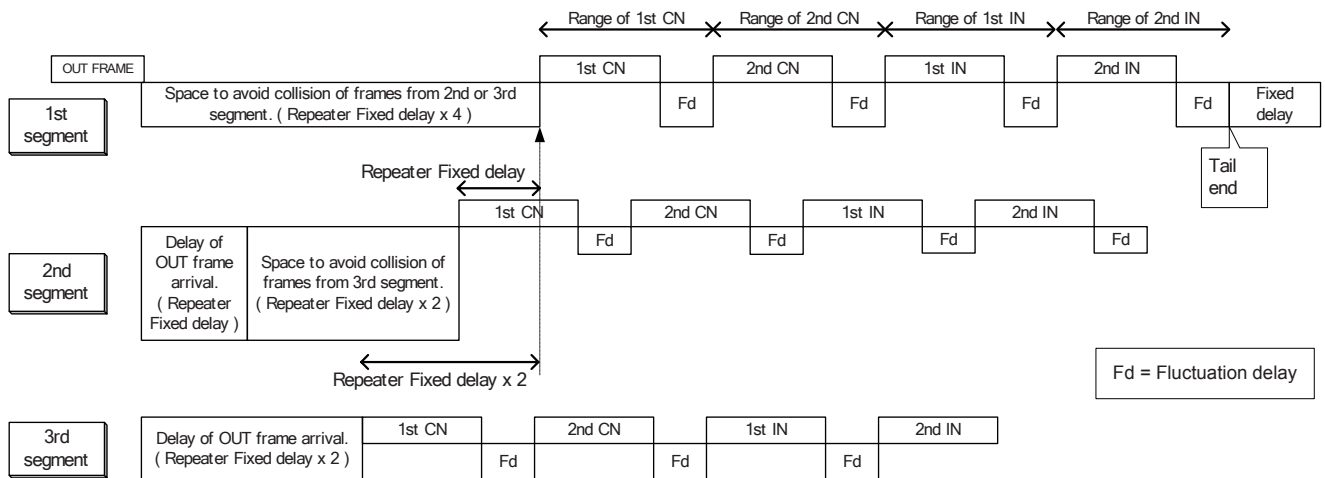 Range of 1st CN Range of 2nd CN Range of 1st IN Range of 2nd IN
OUT FRAME 1st CN 2nd CN 1st IN 2nd IN
1st
segment
Space to avoid collision of frames from 2nd or 3rd
segment. ( Repeater Fixed delay x 4 )
Fd Fd Fd Fd
Fixed
delay
Tail
end
Repeater Fixed delay
1st CN 2nd CN 1st IN 2nd IN
2nd
segment
Delay of
OUT frame
arrival.
( Repeater
Fixed delay )
Space to avoid collision of
frames from 3rd segment.
( Repeater Fixed delay x 2 )
Fd Fd Fd Fd
Repeater Fixed delay x 2
Fd = Fluctuation delay
3rd
segment
Delay of OUT frame arrival.
( Repeater Fixed delay x 2 )
1st CN 2nd CN 1st IN 2nd IN
Fd Fd Fd